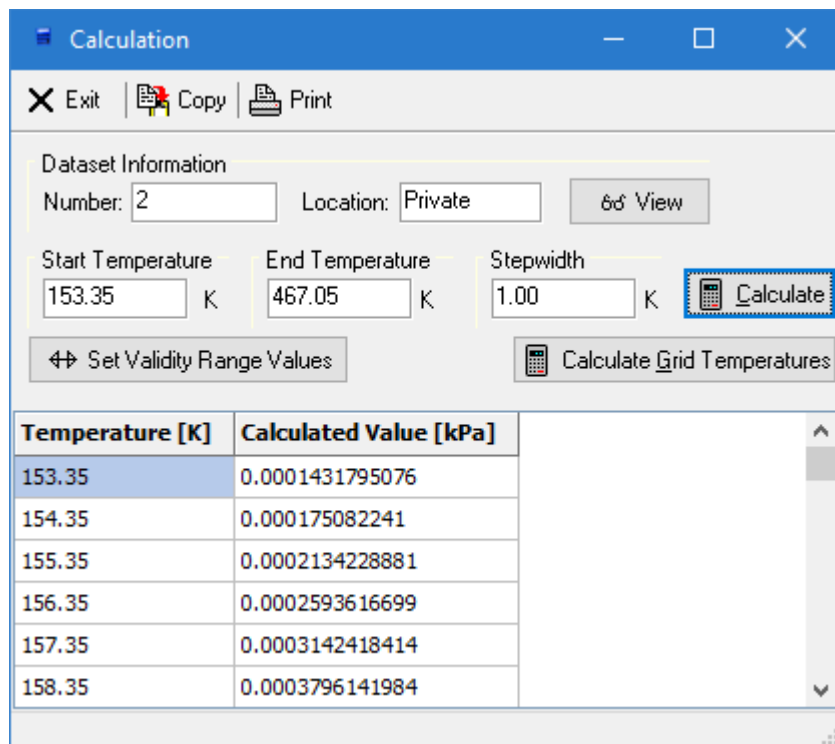 Calculation
Exit Copy Print
Dataset Information
Number: 2 Location: Private View
Start Temperature End Temperature Stepwidth
153.35 K 467.05 K 1.00 K Calculate
Set Validity Range Values Calculate Grid Temperatures
Temperature [K] Calculated Value [kPa]
153.35 0.0001431795076
154.35 0.000175082241
155.35 0.0002134228881
156.35 0.0002593616699
157.35 0.0003142418414
158.35 0.0003796141984